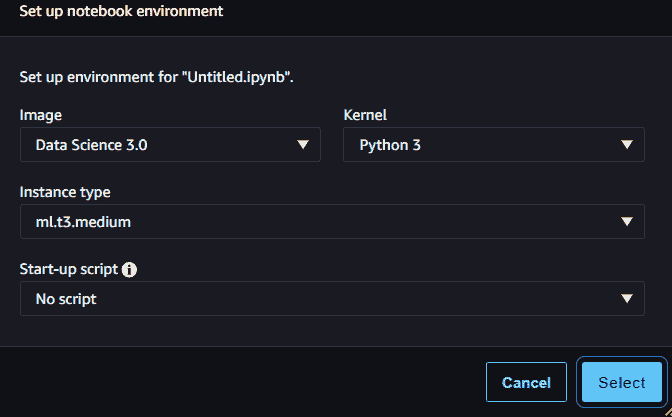 Set up notebook environment
Set up environment for "Untitled.ipynb".
Image
Kernel
Data Science 3.0
Python 3
Instance type
ml.t3.medium
Start-up script
No script
Cancel
Select